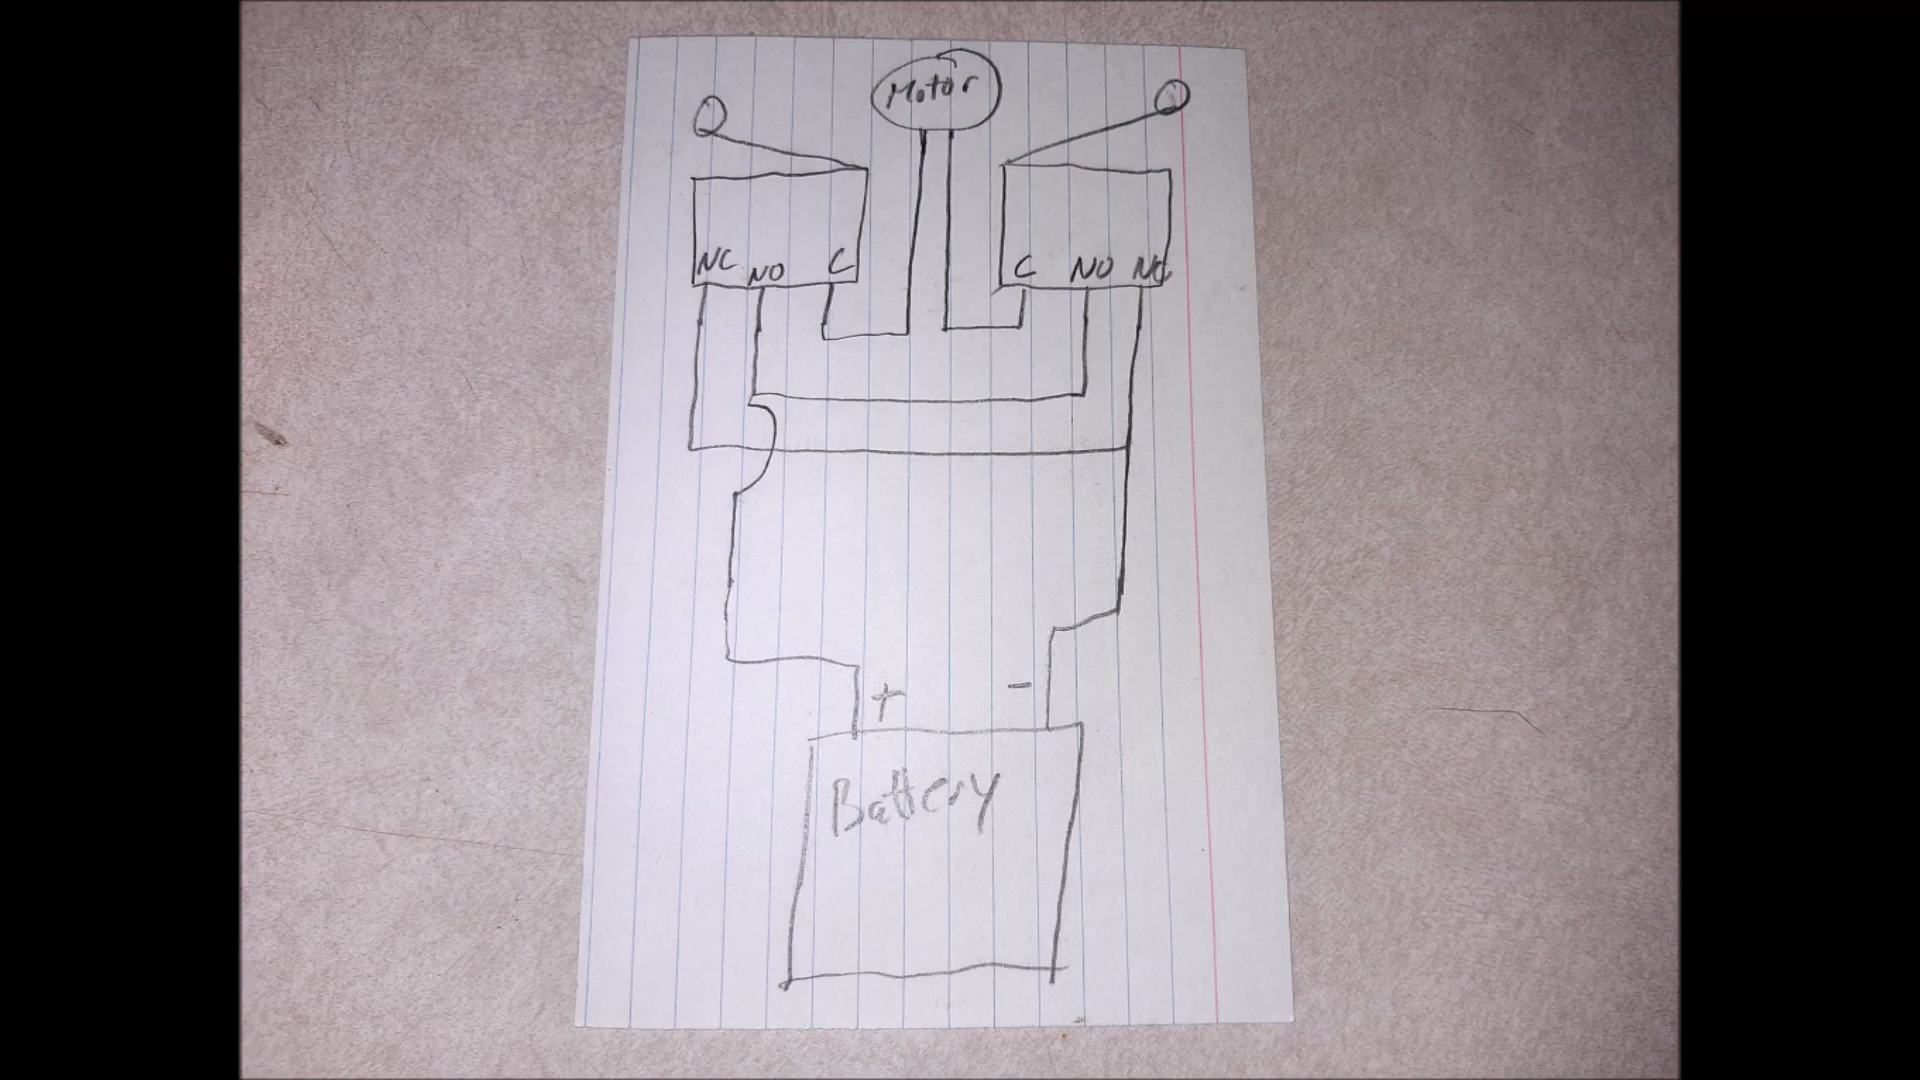 Motor
NC NO C
C NO NC
+ -
Battery